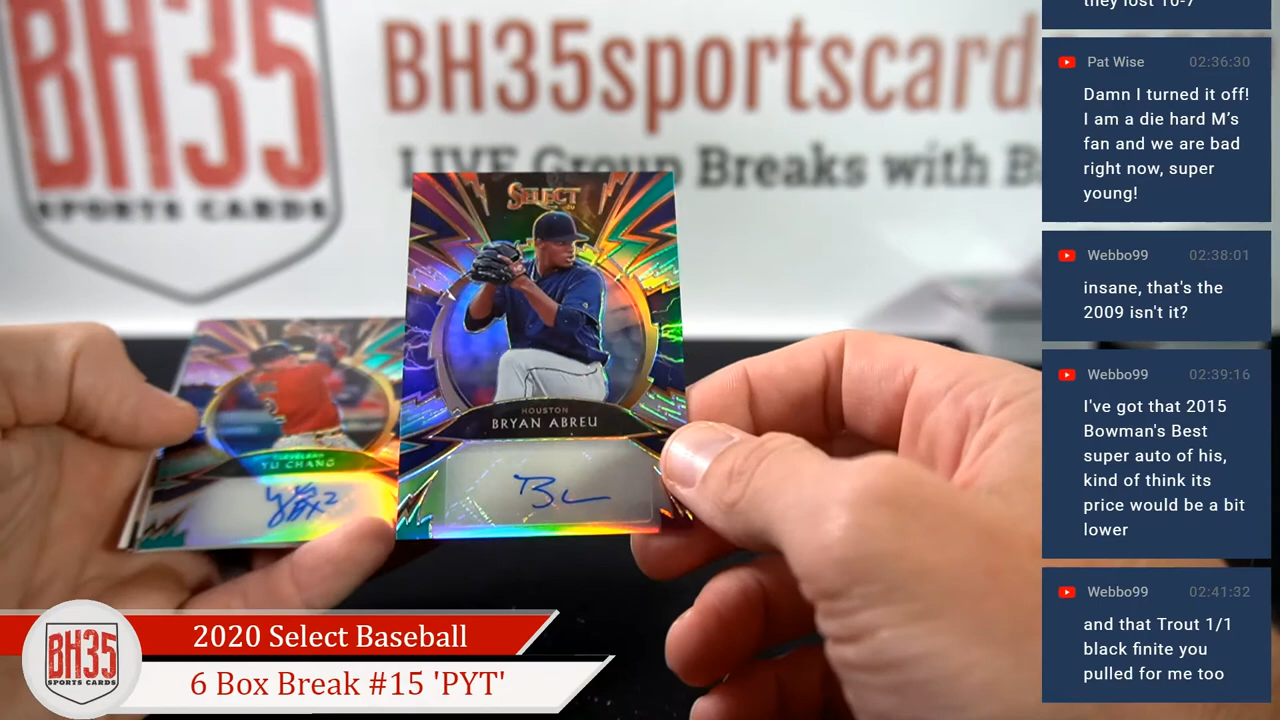 BH35
SPORTS CARDS
BH35sportscard
LIVE Group Breaks with B
SELECT
HOUSTON
BRYAN ABREU
CLEVELAND
YU CHANG
2020 Select Baseball
6 Box Break #15 'PYT'
BH35
SPORTS CARDS
they lost 10-7
Pat Wise 02:36:30
Damn I turned it off!
I am a die hard M's
fan and we are bad
right now, super
young!
Webbo99 02:38:01
insane, that's the
2009 isn't it?
Webbo99 02:39:16
I've got that 2015
Bowman's Best
super auto of his,
kind of think its
price would be a bit
lower
Webbo99 02:41:32
and that Trout 1/1
black finite you
pulled for me too